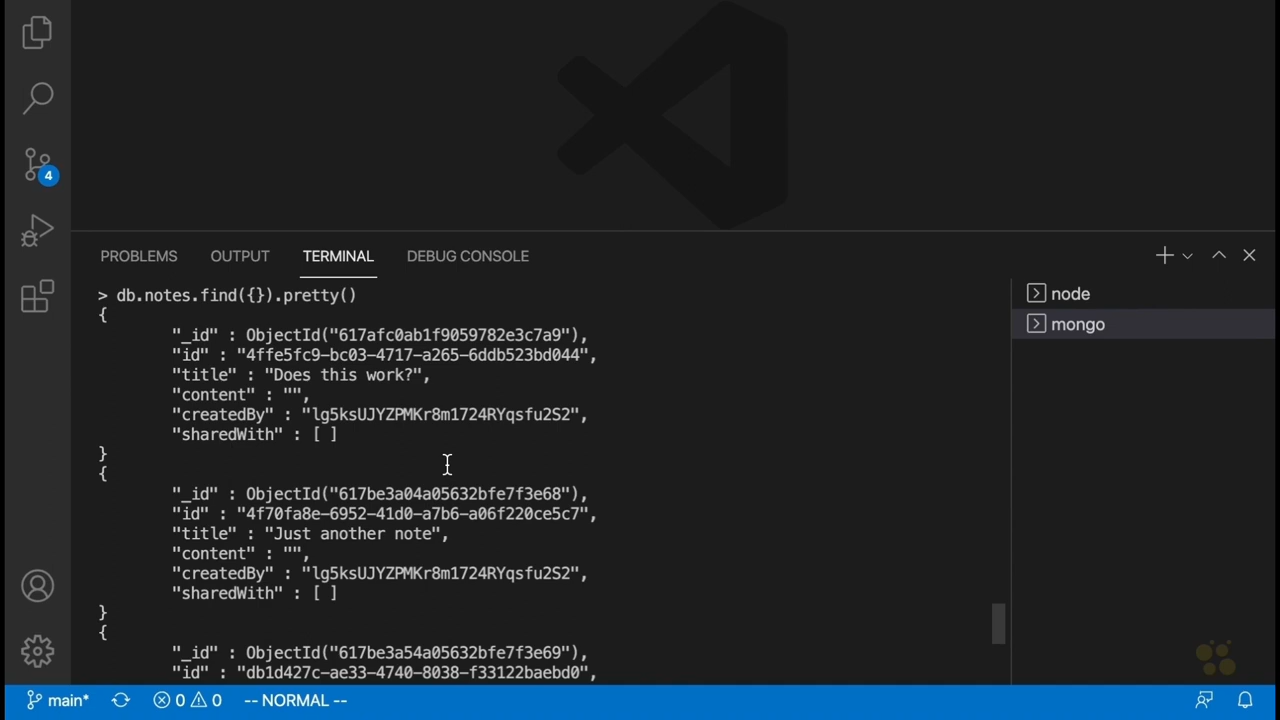 4
PROBLEMS OUTPUT TERMINAL DEBUG CONSOLE
node
mongo
> db.notes.find({}).pretty()
{
"_id" : ObjectId("617afc0ab1f9059782e3c7a9"),
"id" : "4ffe5fc9-bc03-4717-a265-6ddb523bd044",
"title" : "Does this work?",
"content" : "",
"createdBy" : "lg5ksUJYZPMKr8m1724RYqsfu2S2",
"sharedWith" : [ ]
}
{
"_id" : ObjectId("617be3a04a05632bfe7f3e68"),
"id" : "4f70fa8e-6952-41d0-a7b6-a06f220ce5c7",
"title" : "Just another note",
"content" : "",
"createdBy" : "lg5ksUJYZPMKr8m1724RYqsfu2S2",
"sharedWith" : [ ]
}
{
"_id" : ObjectId("617be3a54a05632bfe7f3e69"),
"id" : "db1d427c-ae33-4740-8038-f33122baebd0",
main* 0 0 -- NORMAL --